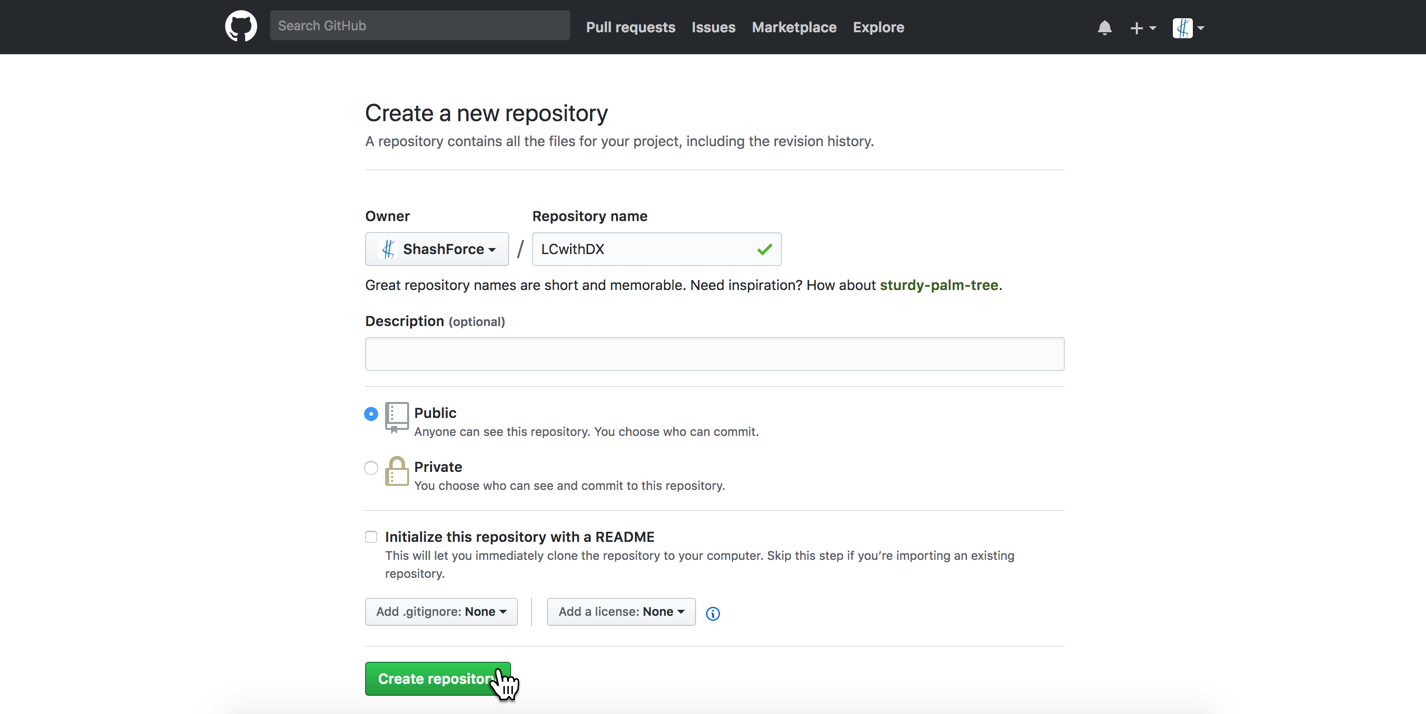 Search GitHub
Pull requests Issues Marketplace Explore
Create a new repository
A repository contains all the files for your project, including the revision history.
Owner Repository name
ShashForce / LCwithDX
Great repository names are short and memorable. Need inspiration? How about sturdy-palm-tree.
Description (optional)
Public
Anyone can see this repository. You choose who can commit.
Private
You choose who can see and commit to this repository.
Initialize this repository with a README
This will let you immediately clone the repository to your computer. Skip this step if you're importing an existing
repository.
Add .gitignore: None Add a license: None
Create repository